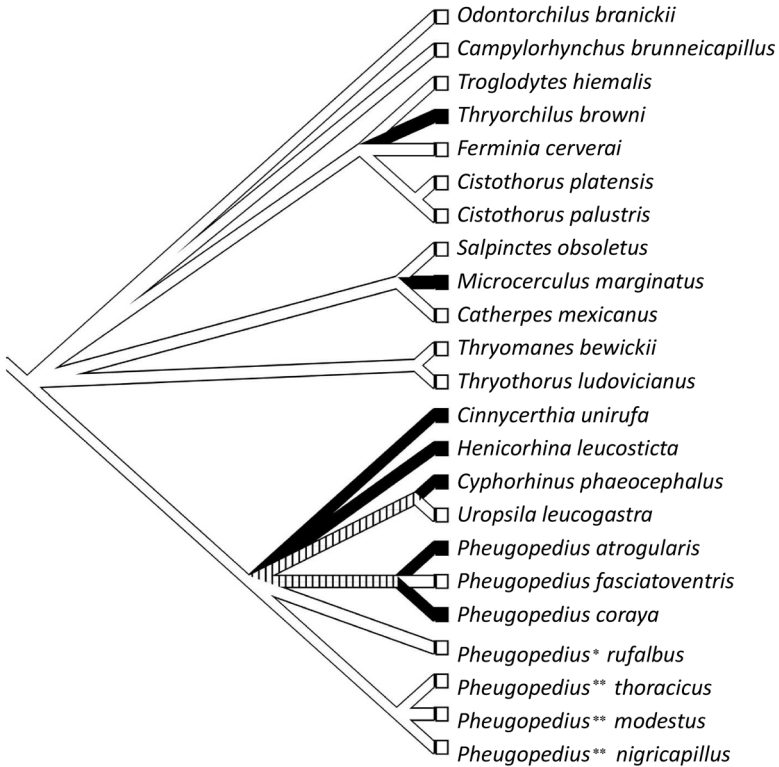 Odontorchilus branickii
Campylorhynchus brunneicapillus
Troglodytes hiemalis
Thryorchilus browni
Ferminia cerverai
Cistothorus platensis
Cistothorus palustris
Salpinctes obsoletus
Microcerculus marginatus
Catherpes mexicanus
Thryomanes bewickii
Thryothorus ludovicianus
Cinnycerthia unirufa
Henicorhina leucosticta
Cyphorhinus phaeocephalus
Uropsila leucogastra
Pheugopedius atrogularis
Pheugopedius fasciatoventris
Pheugopedius coraya
Pheugopedius* rufalbus
Pheugopedius** thoracicus
Pheugopedius** modestus
Pheugopedius** nigricapillus